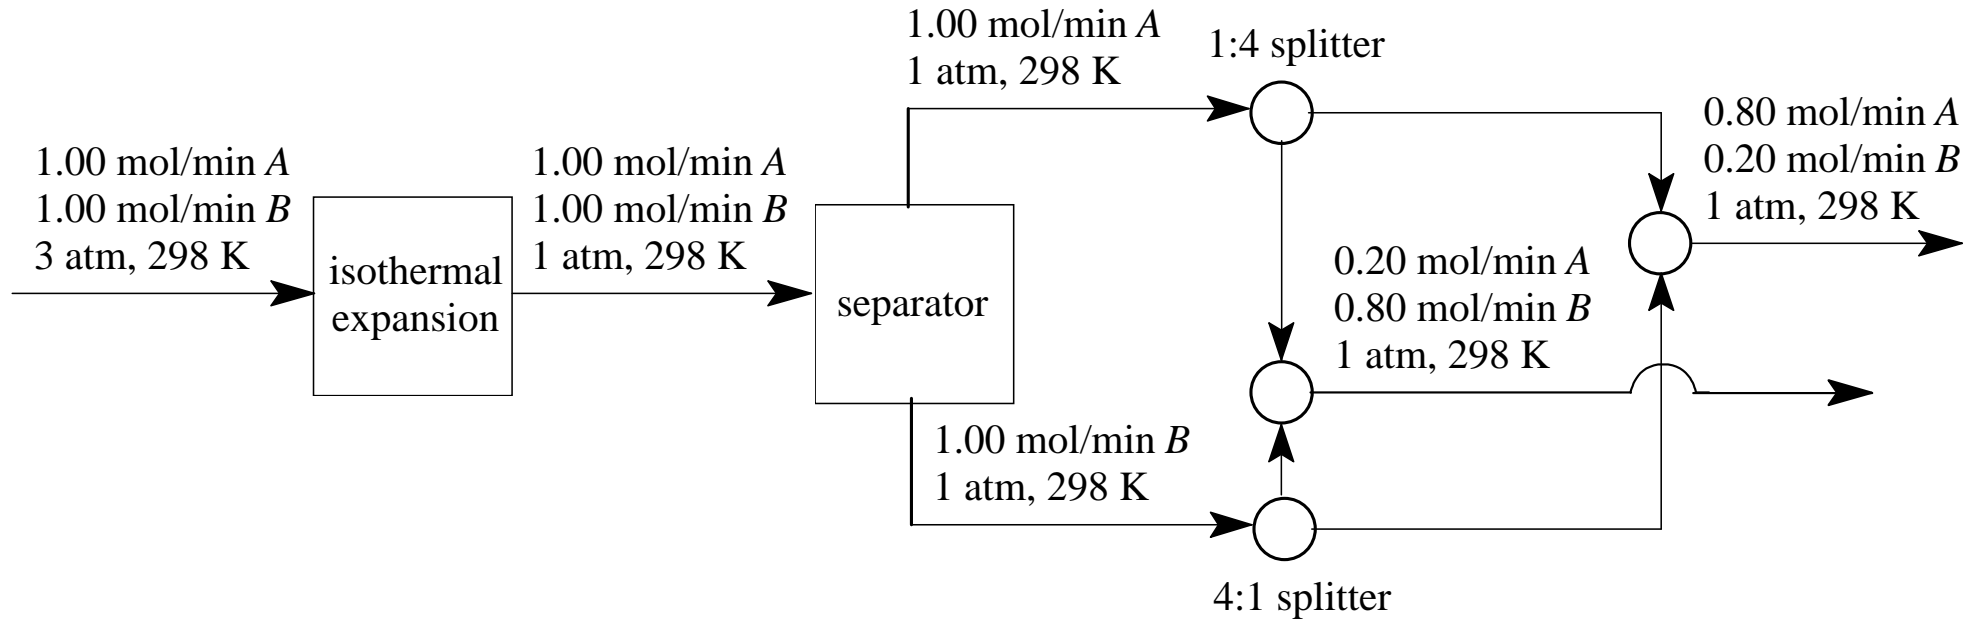 1.00 mol/min A
1 atm, 298 K
1:4 splitter
1.00 mol/min A
1.00 mol/min B
3 atm, 298 K
isothermal
expansion
1.00 mol/min A
1.00 mol/min B
1 atm, 298 K
separator
0.80 mol/min A
0.20 mol/min B
1 atm, 298 K
0.20 mol/min A
0.80 mol/min B
1 atm, 298 K
1.00 mol/min B
1 atm, 298 K
4:1 splitter